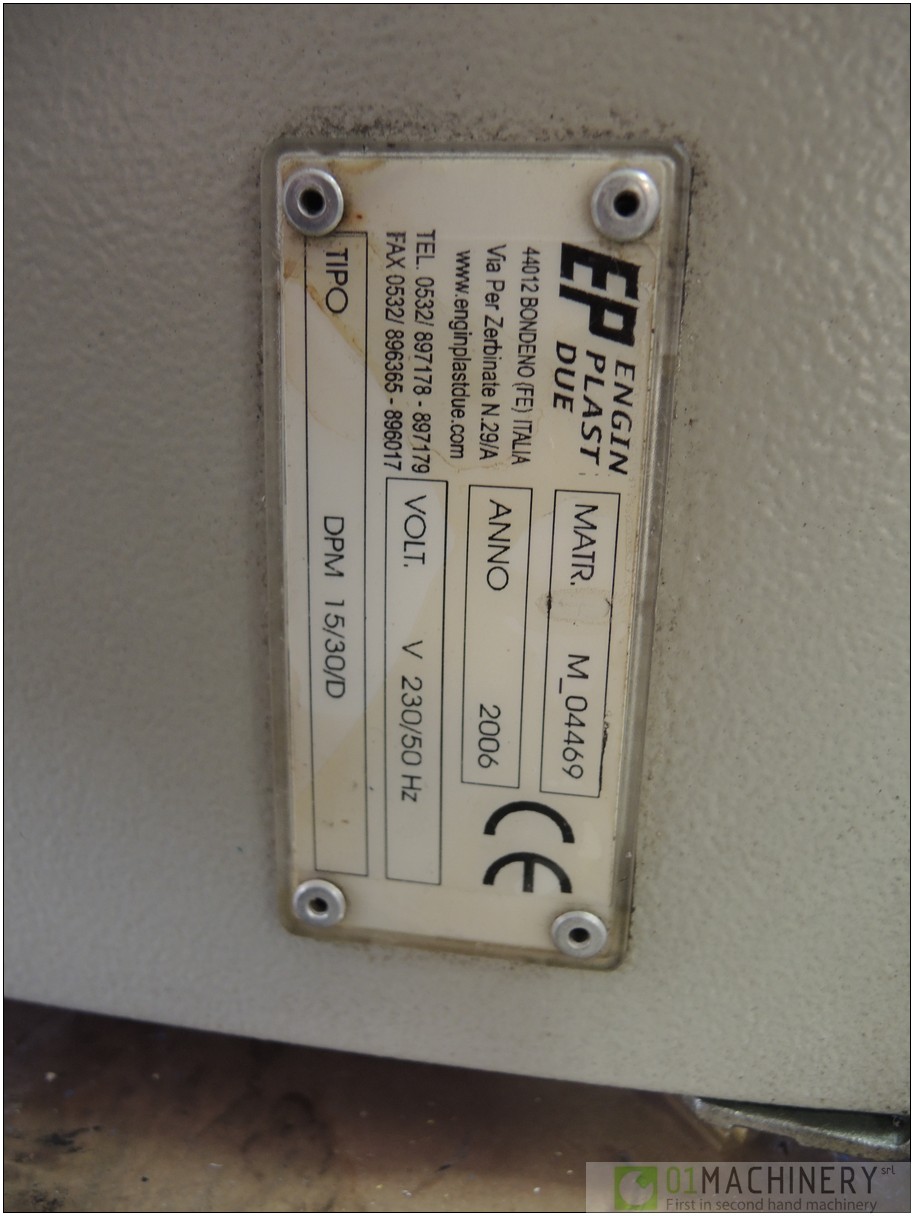 EP ENGIN
PLAST
DUE
44012 BONDENO (FE) ITALIA
Via Per Zerbinate N.29/A
www.enginplastdue.com
TEL. 0532/ 897178 - 897179
FAX 0532/ 896365 - 896017
MATR. M_04469
ANNO 2006
CE
VOLT. V 230/50 Hz
TIPO DPM 15/30/D
01MACHINERY srl
First in second hand machinery